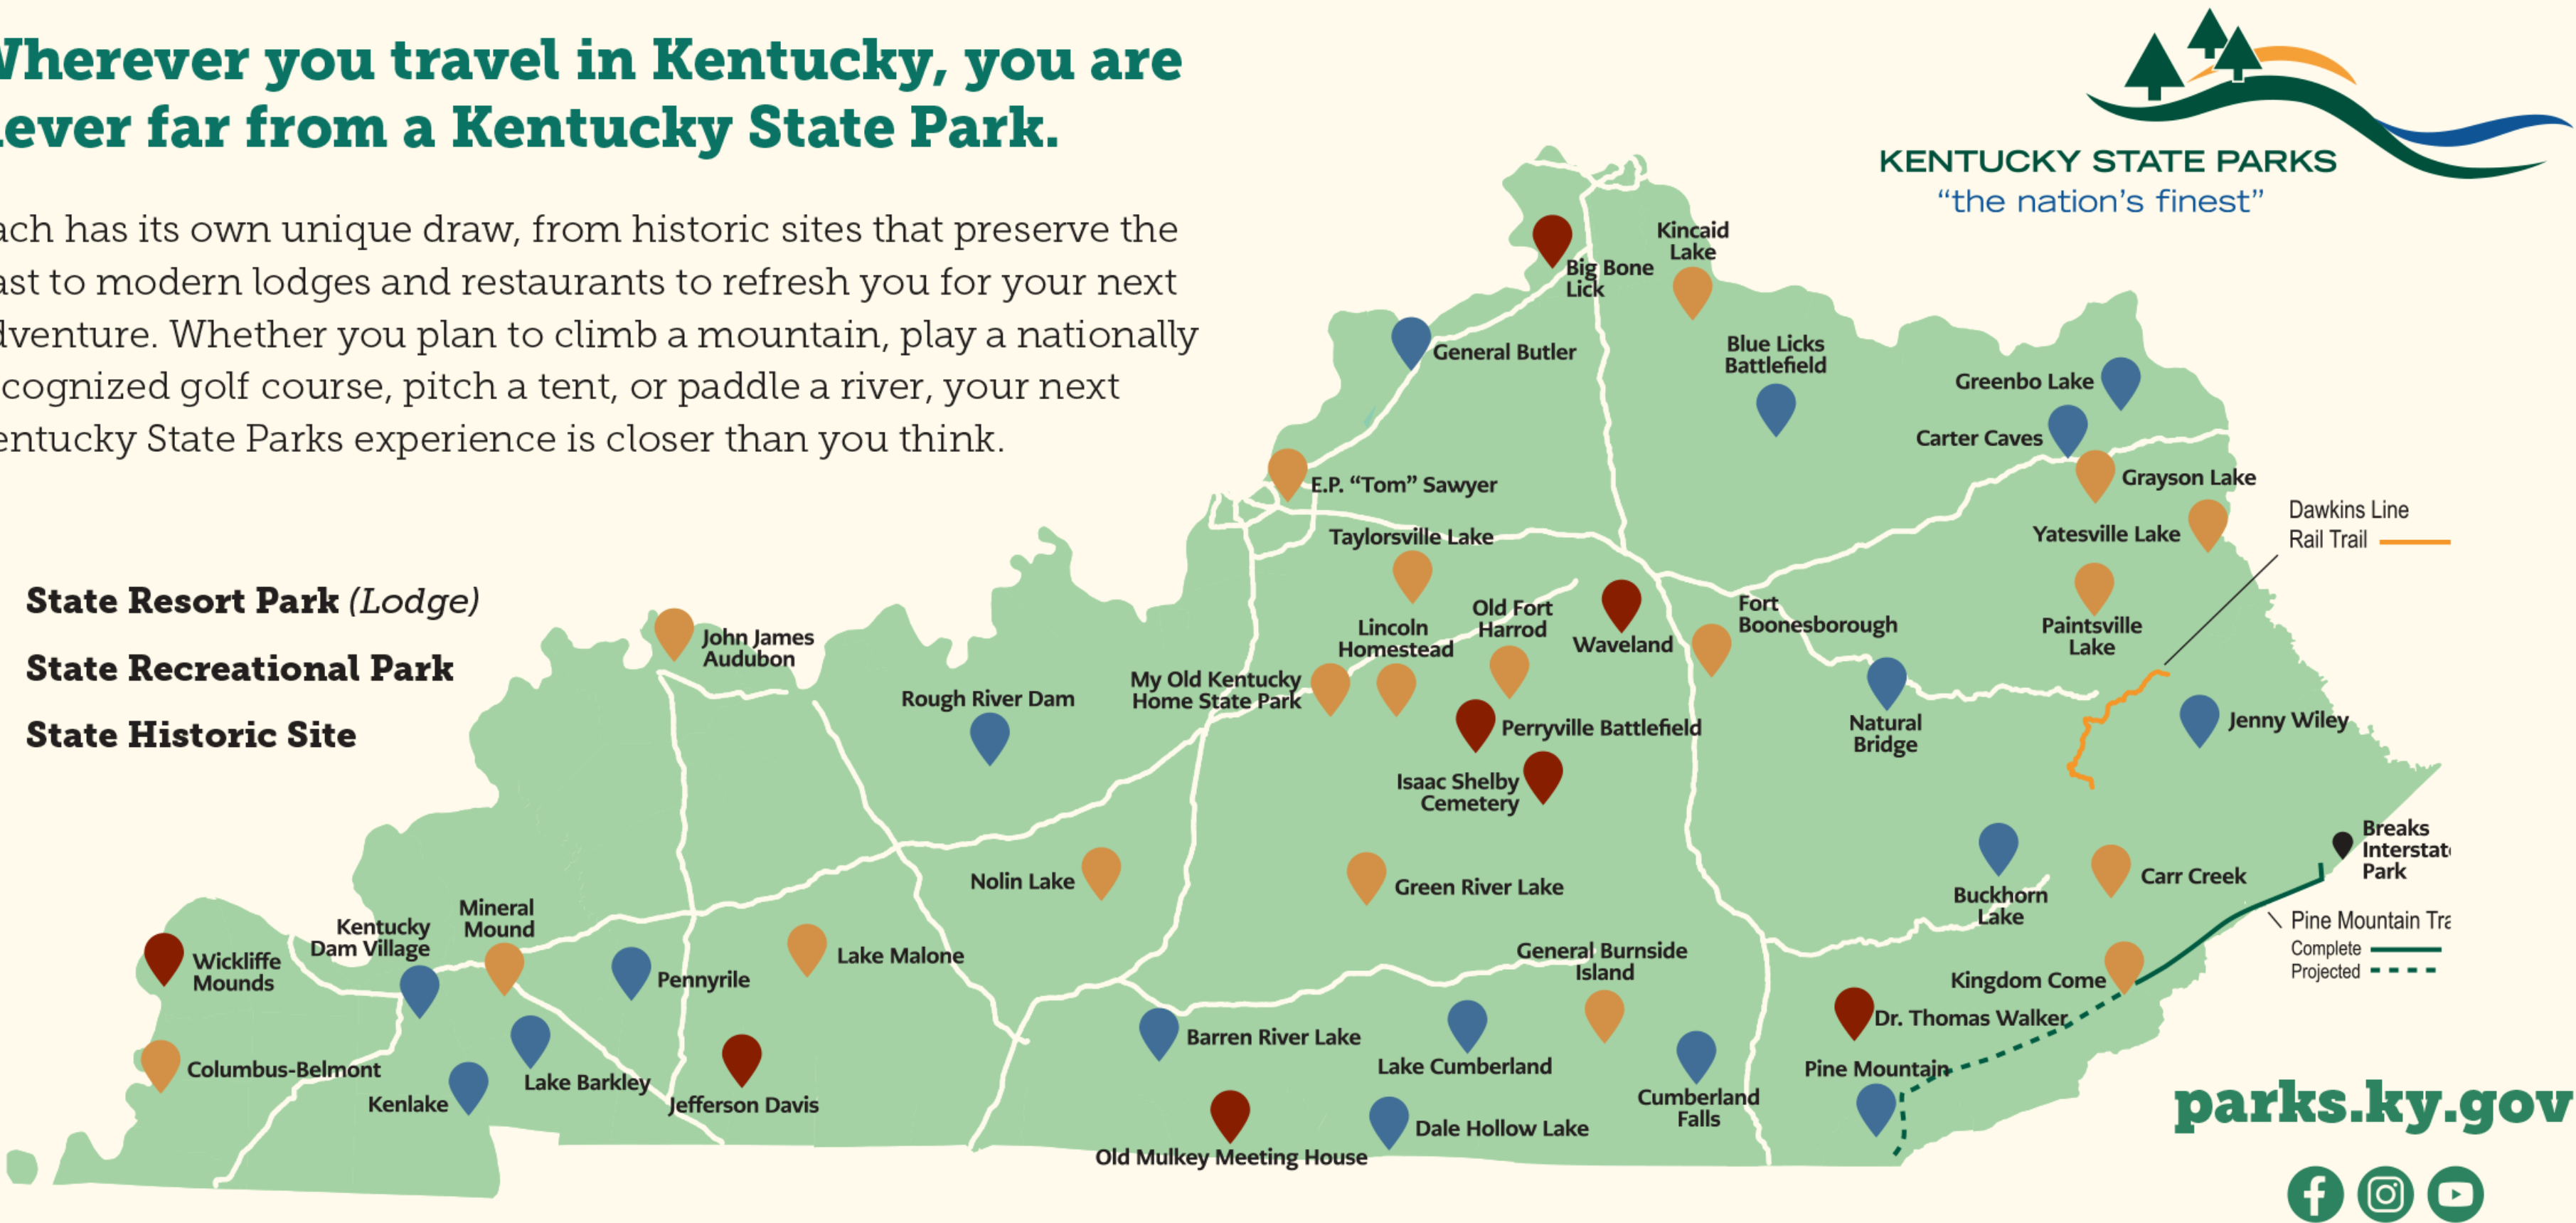 Wherever you travel in Kentucky, you are
ever far from a Kentucky State Park.
ach has its own unique draw, from historic sites that preserve the
ast to modern lodges and restaurants to refresh you for your next
dventure. Whether you plan to climb a mountain, play a nationally
cognized golf course, pitch a tent, or paddle a river, your next
entucky State Parks experience is closer than you think.
KENTUCKY STATE PARKS
“the nation’s finest”
State Resort Park (Lodge)
State Recreational Park
State Historic Site
Big Bone
Lick
Kincaid
Lake
General Butler
Blue Licks
Battlefield
Greenbo Lake
Carter Caves
Grayson Lake
E.P. “Tom” Sawyer
Yatesville Lake
Dawkins Line
Rail Trail
Taylorsville Lake
Paintsville
Lake
Old Fort
Harrod
Lincoln
Homestead
Waveland
Fort
Boonesborough
John James
Audubon
My Old Kentucky
Home State Park
Rough River Dam
Perryville Battlefield
Natural
Bridge
Jenny Wiley
Isaac Shelby
Cemetery
Breaks
Interstat
Park
Nolin Lake
Green River Lake
Buckhorn
Lake
Carr Creek
Pine Mountain Tra
Complete
Projected
Kentucky
Dam Village
Mineral
Mound
Wickliffe
Mounds
Pennyrile
Lake Malone
General Burnside
Island
Kingdom Come
Dr. Thomas Walker
Barren River Lake
Lake Cumberland
Pine Mountain
Columbus-Belmont
Kenlake
Lake Barkley
Jefferson Davis
Cumberland
Falls
Dale Hollow Lake
Old Mulkey Meeting House
parks.ky.gov